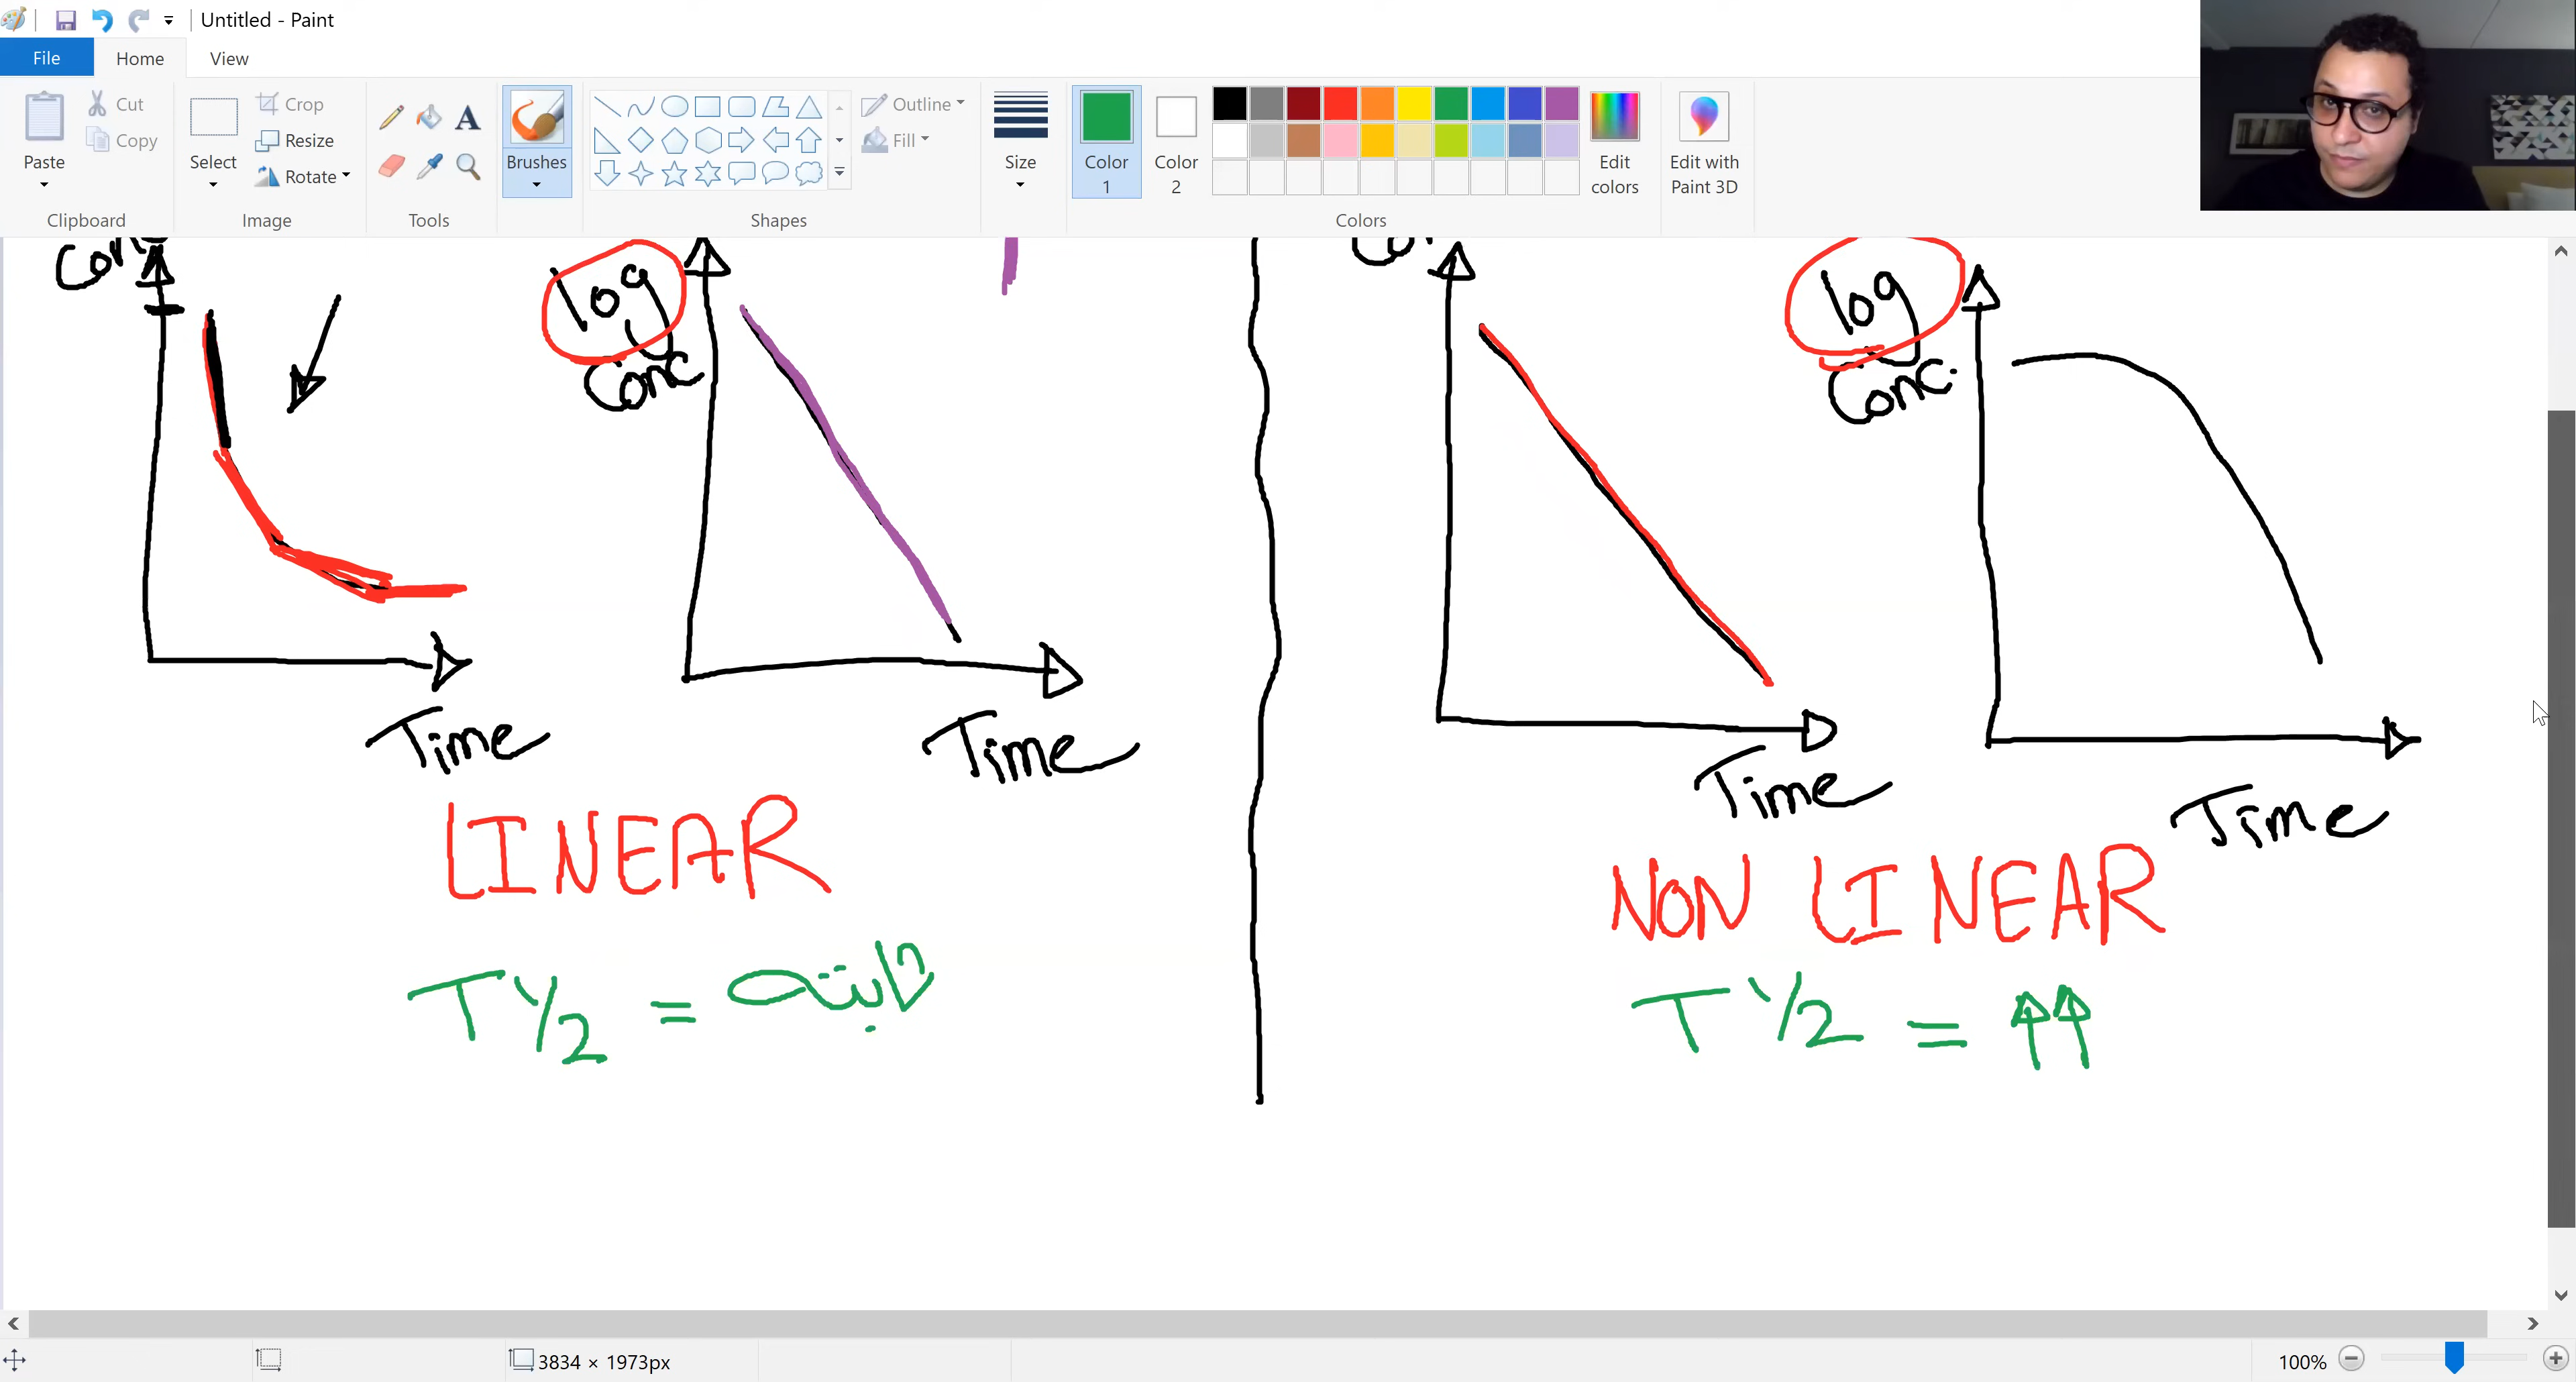 Untitled - Paint
File Home View
Paste
Cut
Copy
Clipboard
Select
Crop
Resize
Rotate
Image
Tools
Brushes
Shapes
Outline
Fill
Size
Color 1
Color 2
Edit colors
Colors
Edit with Paint 3D
log
Conc
Time
Time
LINEAR
T 1/2 = ثابت
log
Conc.
Time
Time
NON LINEAR
T 1/2 = ↑↑
3834 × 1973px
100%